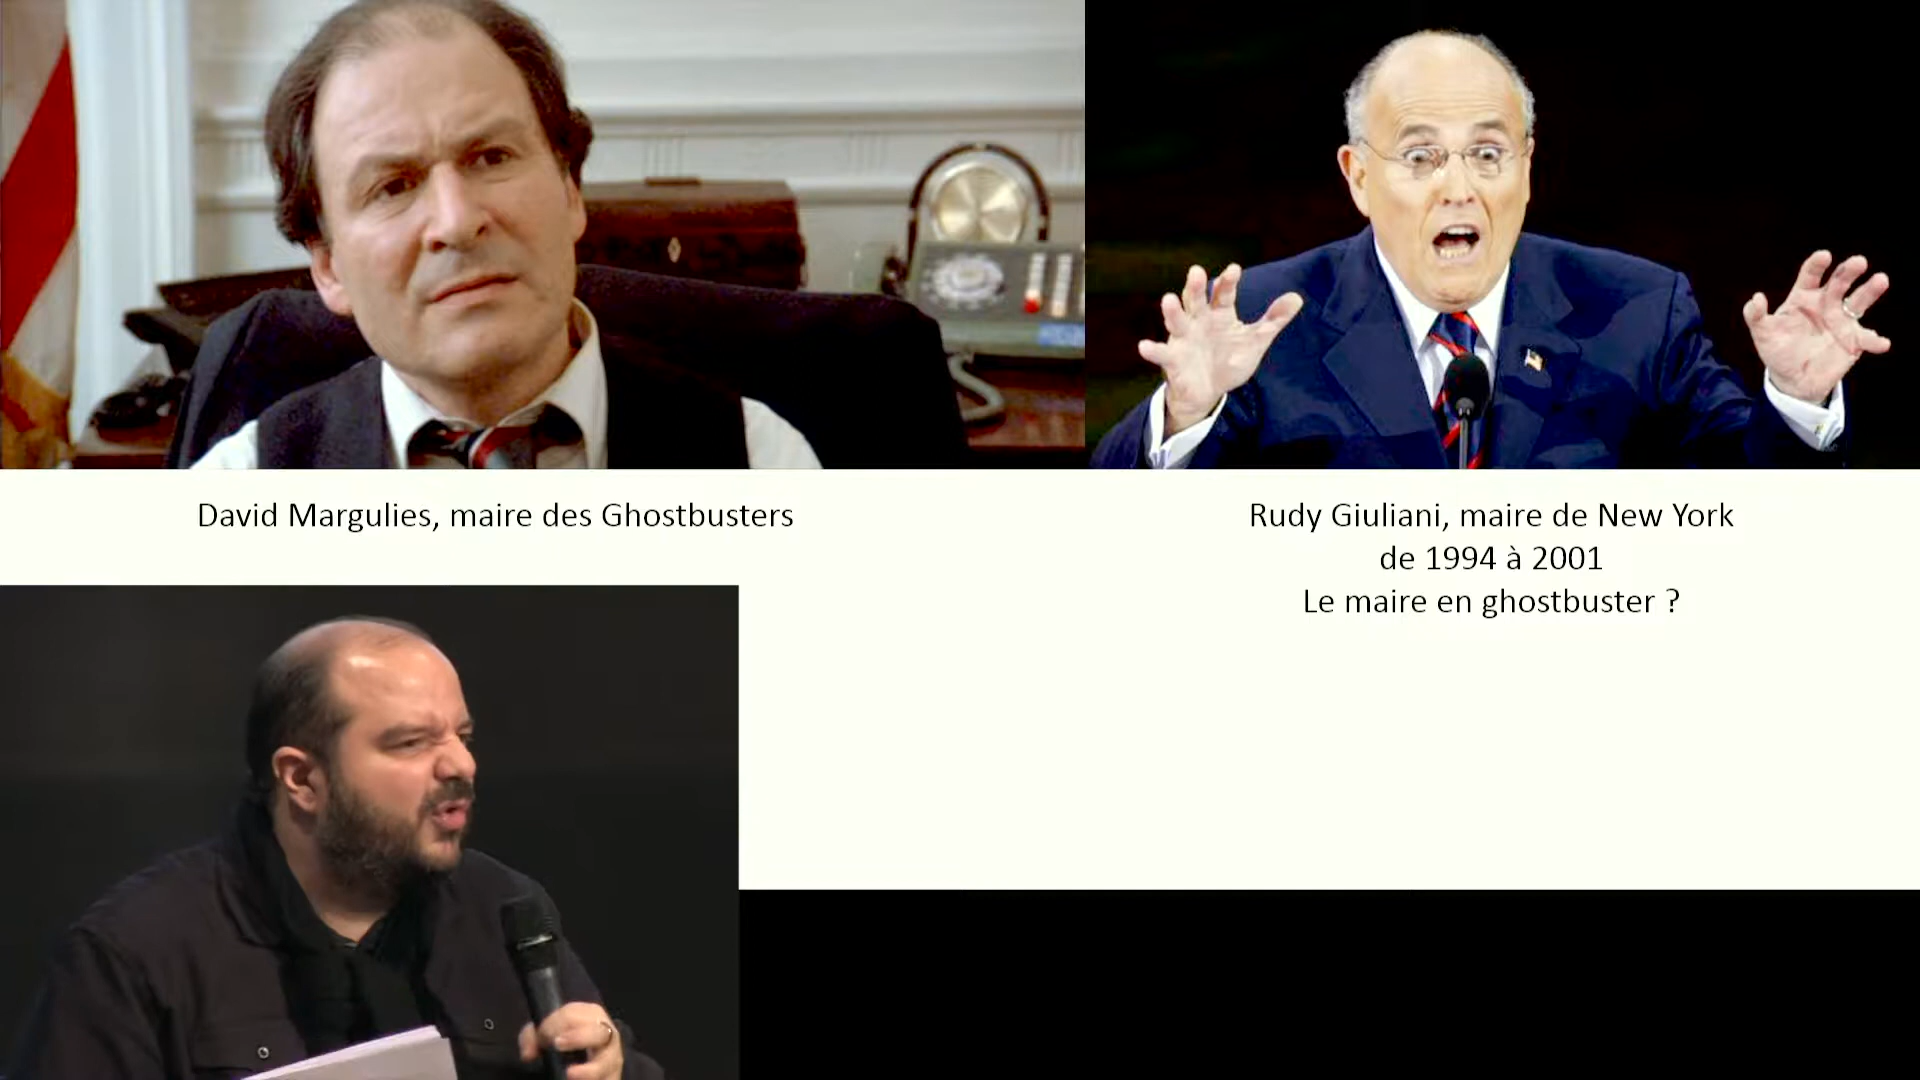 David Margulies, maire des Ghostbusters
Rudy Giuliani, maire de New York
de 1994 à 2001
Le maire en ghostbuster ?